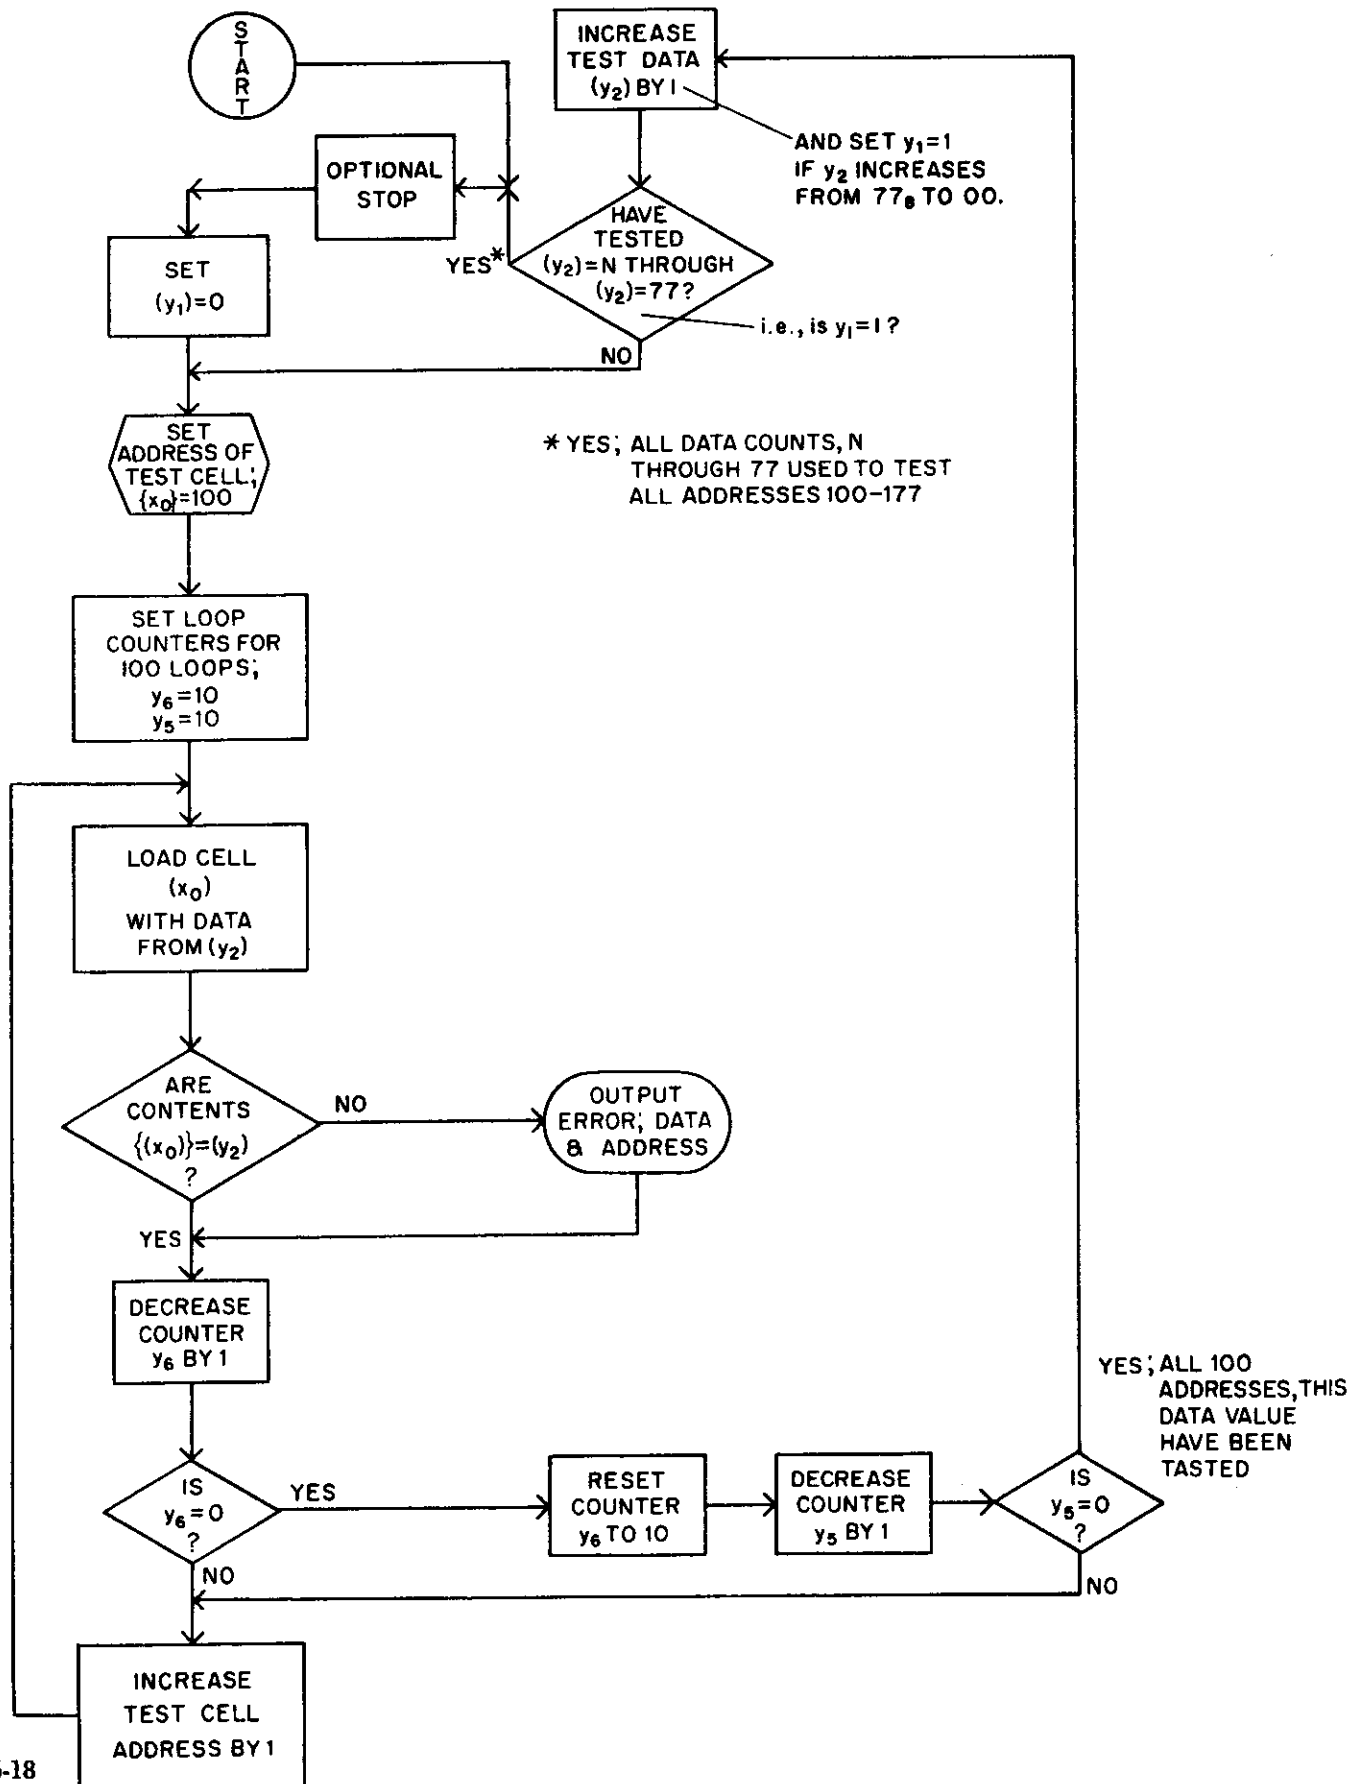 START
INCREASE
TEST DATA
(y₂) BY 1
AND SET y₁=1
IF y₂ INCREASES
FROM 77₈ TO 00.
OPTIONAL
STOP
HAVE
TESTED
(y₂)=N THROUGH
(y₂)=77?
YES*
i.e., is y₁=1?
NO
SET
(y₁)=0
SET
ADDRESS OF
TEST CELL;
{x₀}=100
* YES; ALL DATA COUNTS, N
THROUGH 77 USED TO TEST
ALL ADDRESSES 100-177
SET LOOP
COUNTERS FOR
100 LOOPS;
y₆=10
y₅=10
LOAD CELL
(x₀)
WITH DATA
FROM (y₂)
ARE
CONTENTS
{(x₀)}=(y₂)
?
NO
OUTPUT
ERROR; DATA
& ADDRESS
YES
DECREASE
COUNTER
y₆ BY 1
IS
y₆=0
?
YES
RESET
COUNTER
y₆ TO 10
DECREASE
COUNTER
y₅ BY 1
IS
y₅=0
?
YES; ALL 100
ADDRESSES, THIS
DATA VALUE
HAVE BEEN
TASTED
NO
NO
INCREASE
TEST CELL
ADDRESS BY 1
-18